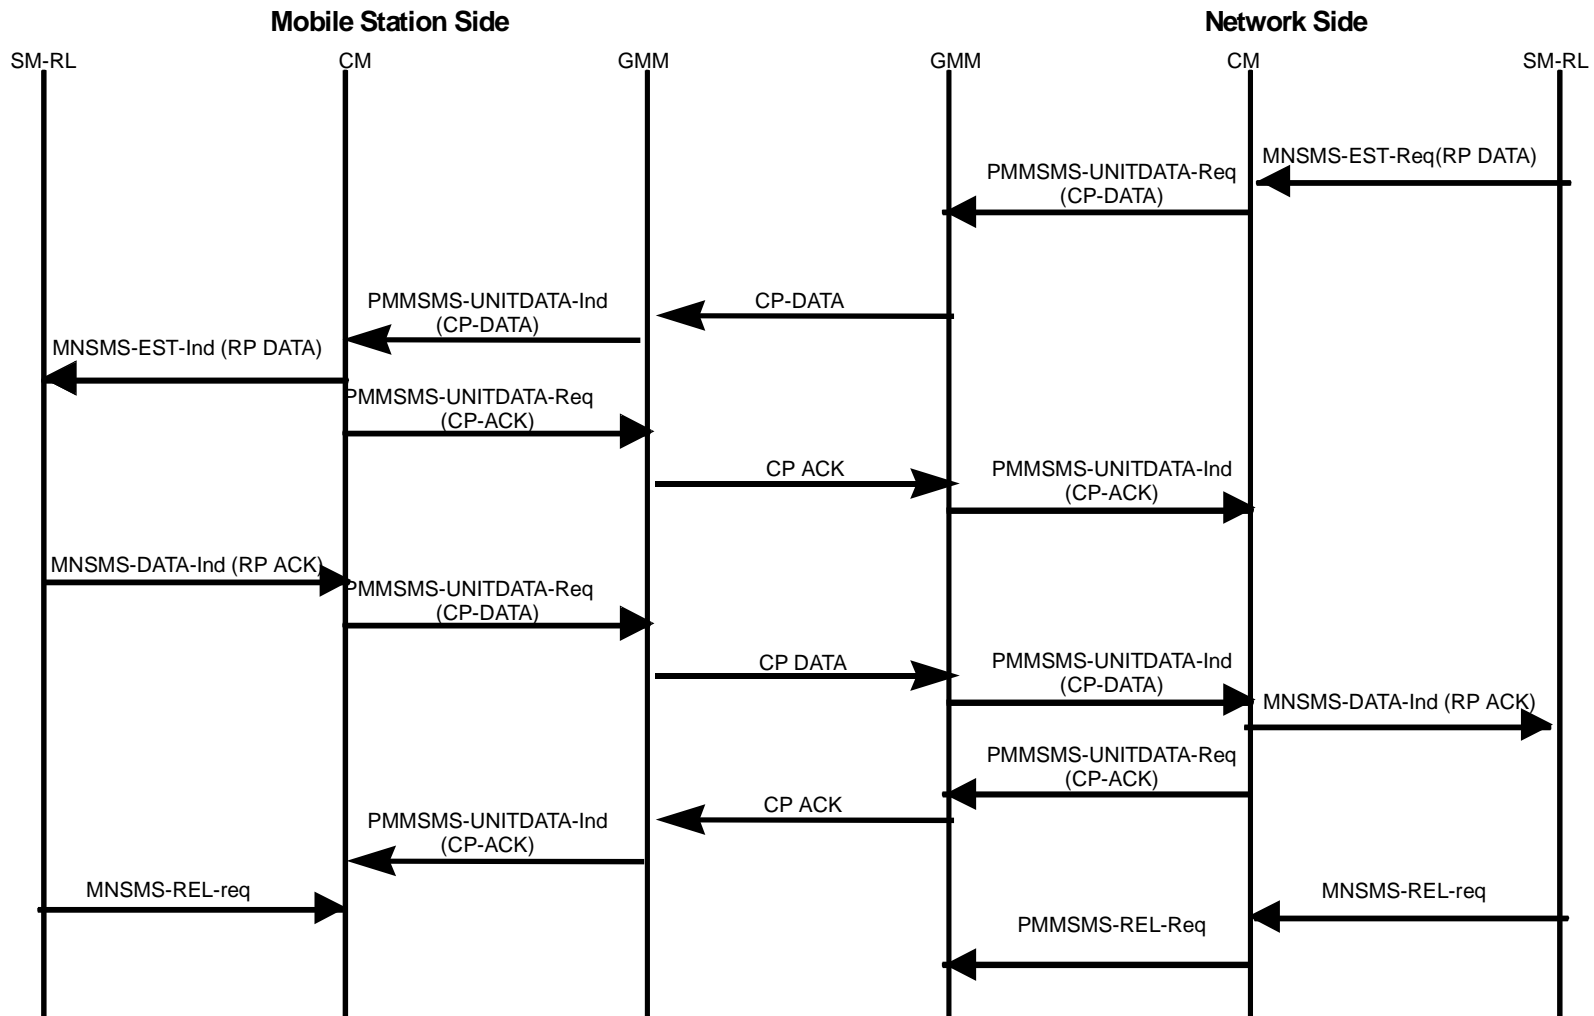 Mobile Station Side
Network Side
SM-RL
CM
GMM
GMM
CM
SM-RL
MNSMS-EST-Req(RP DATA)
PMMSMS-UNITDATA-Req
(CP-DATA)
CP-DATA
PMMSMS-UNITDATA-Ind
(CP-DATA)
MNSMS-EST-Ind (RP DATA)
PMMSMS-UNITDATA-Req
(CP-ACK)
CP ACK
PMMSMS-UNITDATA-Ind
(CP-ACK)
MNSMS-DATA-Ind (RP ACK)
PMMSMS-UNITDATA-Req
(CP-DATA)
CP DATA
PMMSMS-UNITDATA-Ind
(CP-DATA)
MNSMS-DATA-Ind (RP ACK)
PMMSMS-UNITDATA-Req
(CP-ACK)
CP ACK
PMMSMS-UNITDATA-Ind
(CP-ACK)
MNSMS-REL-req
MNSMS-REL-req
PMMSMS-REL-Req